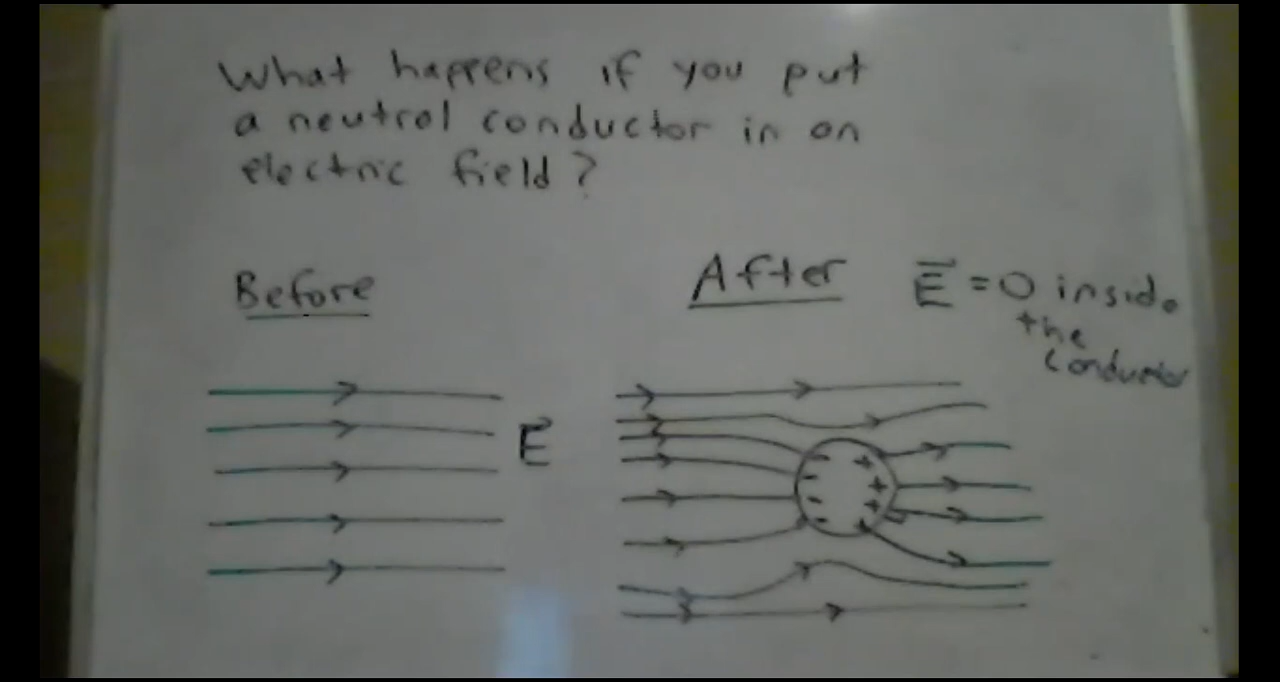 What happens if you put
a neutral conductor in an
electric field?
Before
After
E⃗ = 0 inside
the
conductor
E⃗
- +
- +
- +
-